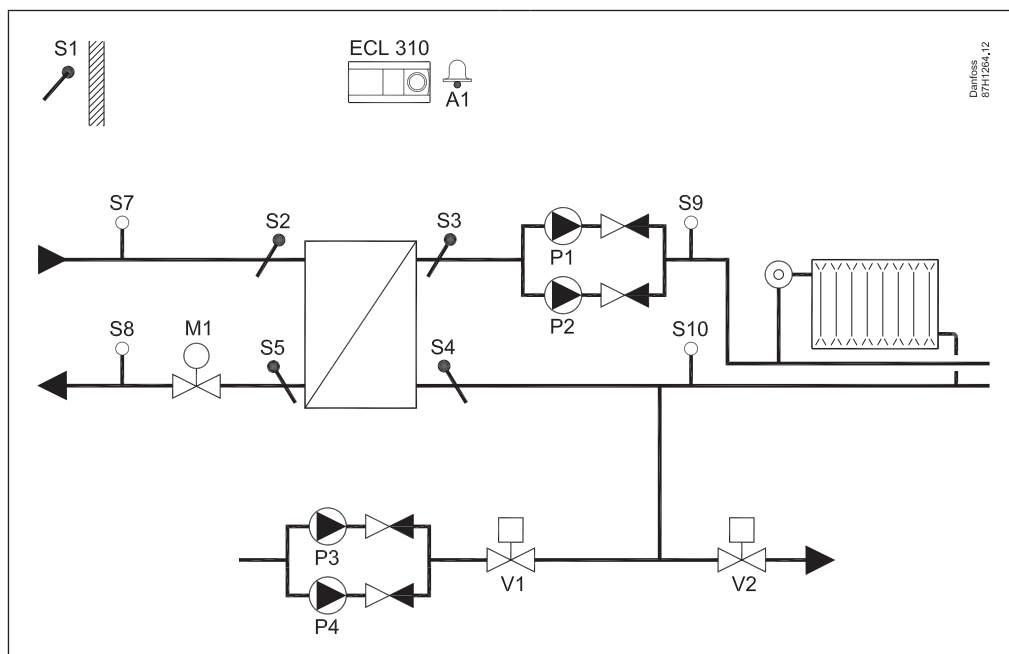 S1
ECL 310
A1
Danfoss
87H1264.12
S7
S2
S3
P1
S9
P2
S8
M1
S5
S4
S10
P3
V1
V2
P4